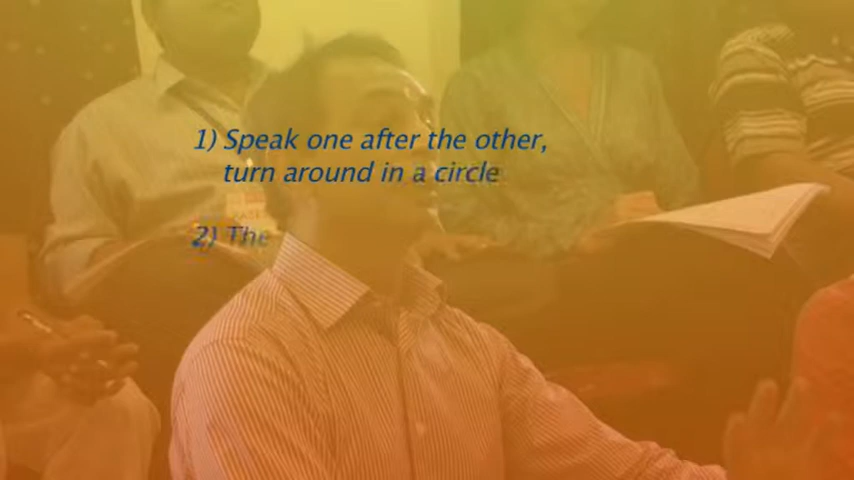 1) Speak one after the other,
turn around in a circle
2) The